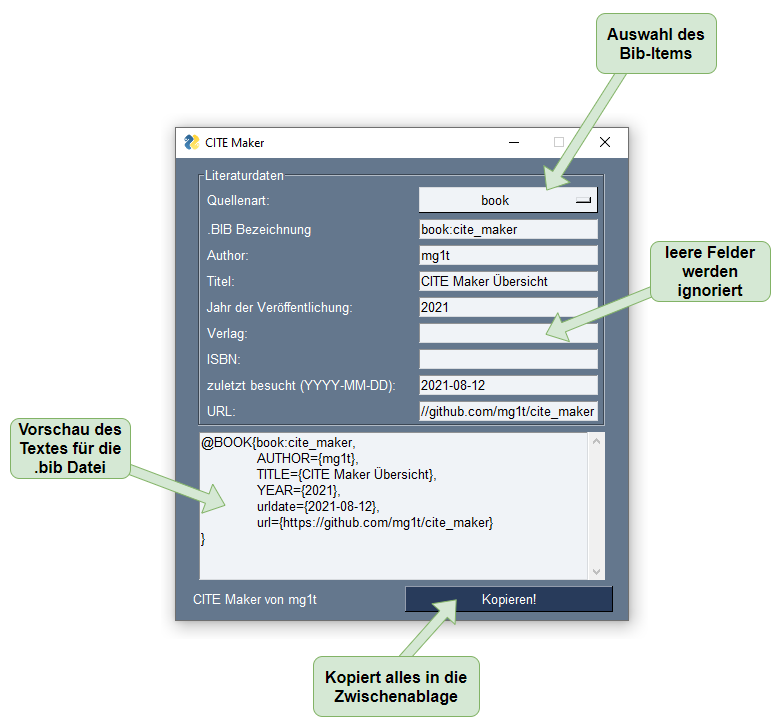 Auswahl des
Bib-Items
CITE Maker
Literaturdaten
Quellenart: book
.BIB Bezeichnung book:cite_maker
Author: mg1t
Titel: CITE Maker Übersicht
Jahr der Veröffentlichung: 2021
leere Felder
werden
ignoriert
Verlag:
ISBN:
zuletzt besucht (YYYY-MM-DD): 2021-08-12
URL: //github.com/mg1t/cite_maker
Vorschau des
Textes für die
.bib Datei
@BOOK{book:cite_maker,
AUTHOR={mg1t},
TITLE={CITE Maker Übersicht},
YEAR={2021},
urldate={2021-08-12},
url={https://github.com/mg1t/cite_maker}
}
CITE Maker von mg1t Kopieren!
Kopiert alles in die
Zwischenablage